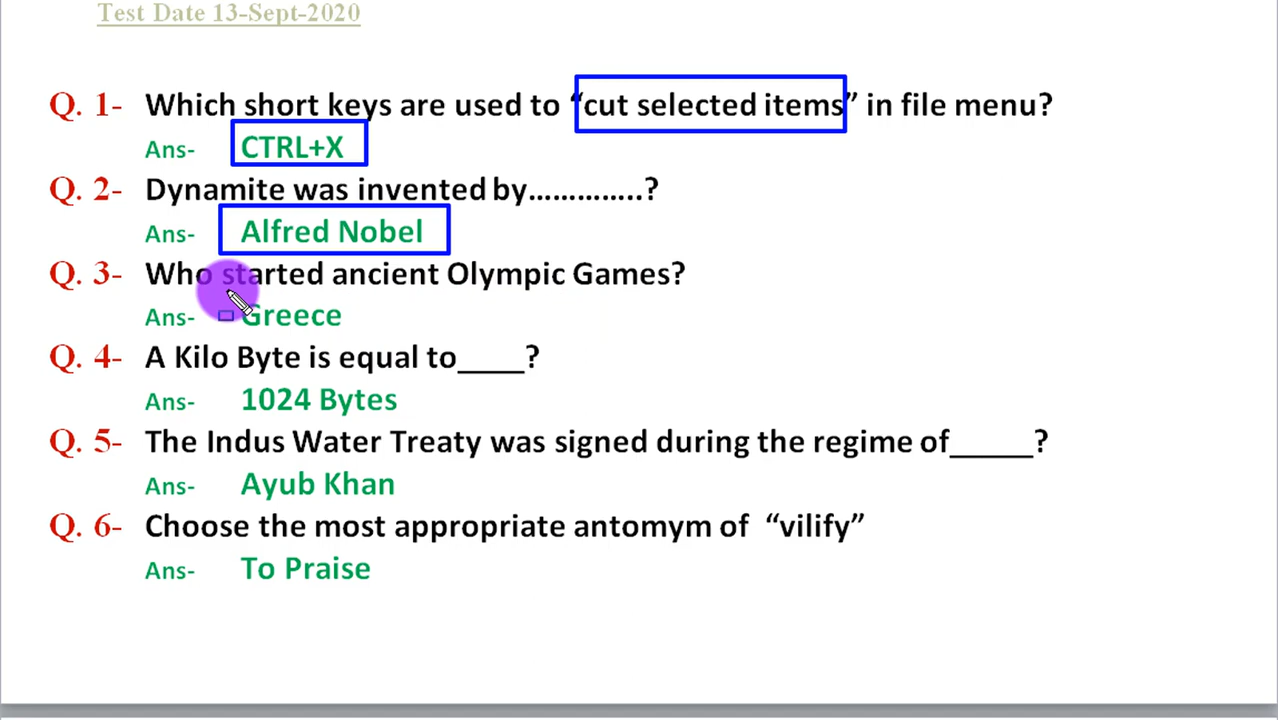 Test Date 13-Sept-2020
Q. 1- Which short keys are used to “cut selected items” in file menu?
Ans- CTRL+X
Q. 2- Dynamite was invented by…………..?
Ans- Alfred Nobel
Q. 3- Who started ancient Olympic Games?
Ans- Greece
Q. 4- A Kilo Byte is equal to____?
Ans- 1024 Bytes
Q. 5- The Indus Water Treaty was signed during the regime of_____?
Ans- Ayub Khan
Q. 6- Choose the most appropriate antomym of “vilify”
Ans- To Praise